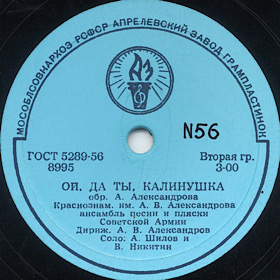 МОСОБЛСОВНАРХОЗ РСФСР АПРЕЛЕВСКИЙ ЗАВОД ГРАМПЛАСТИНОК
АЗ
N56
ГОСТ 5289-56 Вторая гр.
8995 3-00
ОЙ, ДА ТЫ, КАЛИНУШКА
обр. А. Александрова
Краснознам. им. А. В. Александрова
ансамбль песни и пляски
Советской Армии
Дириж. А. В. Александров
Соло: А. Шилов и
В. Никитин